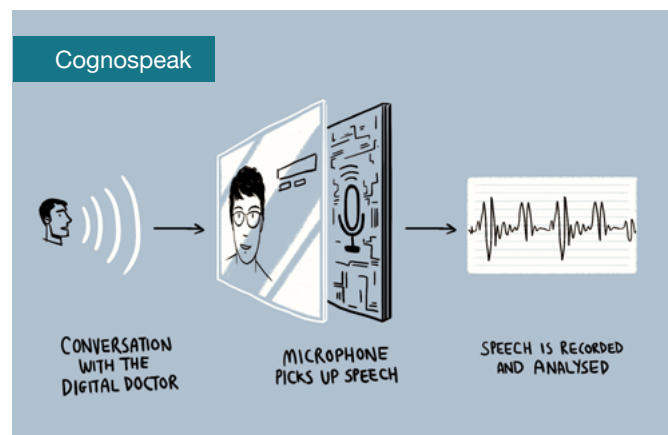 Cognospeak
CONVERSATION
WITH THE
DIGITAL DOCTOR
MICROPHONE
PICKS UP SPEECH
SPEECH IS RECORDED
AND ANALYSED